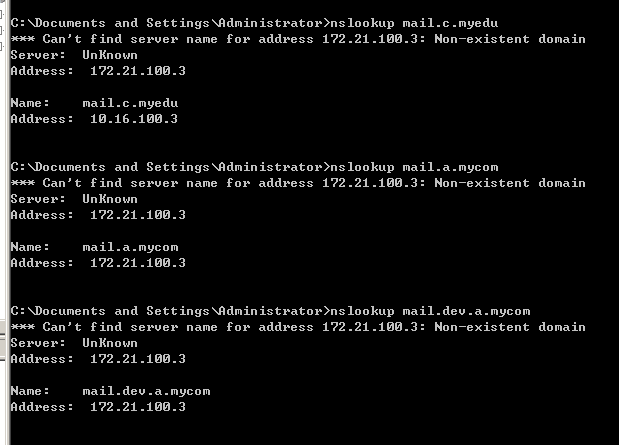 C:\Documents and Settings\Administrator>nslookup mail.c.myedu
*** Can't find server name for address 172.21.100.3: Non-existent domain
Server:  UnKnown
Address:  172.21.100.3
Name:    mail.c.myedu
Address:  10.16.100.3
C:\Documents and Settings\Administrator>nslookup mail.a.mycom
*** Can't find server name for address 172.21.100.3: Non-existent domain
Server:  UnKnown
Address:  172.21.100.3
Name:    mail.a.mycom
Address:  172.21.100.3
C:\Documents and Settings\Administrator>nslookup mail.dev.a.mycom
*** Can't find server name for address 172.21.100.3: Non-existent domain
Server:  UnKnown
Address:  172.21.100.3
Name:    mail.dev.a.mycom
Address:  172.21.100.3